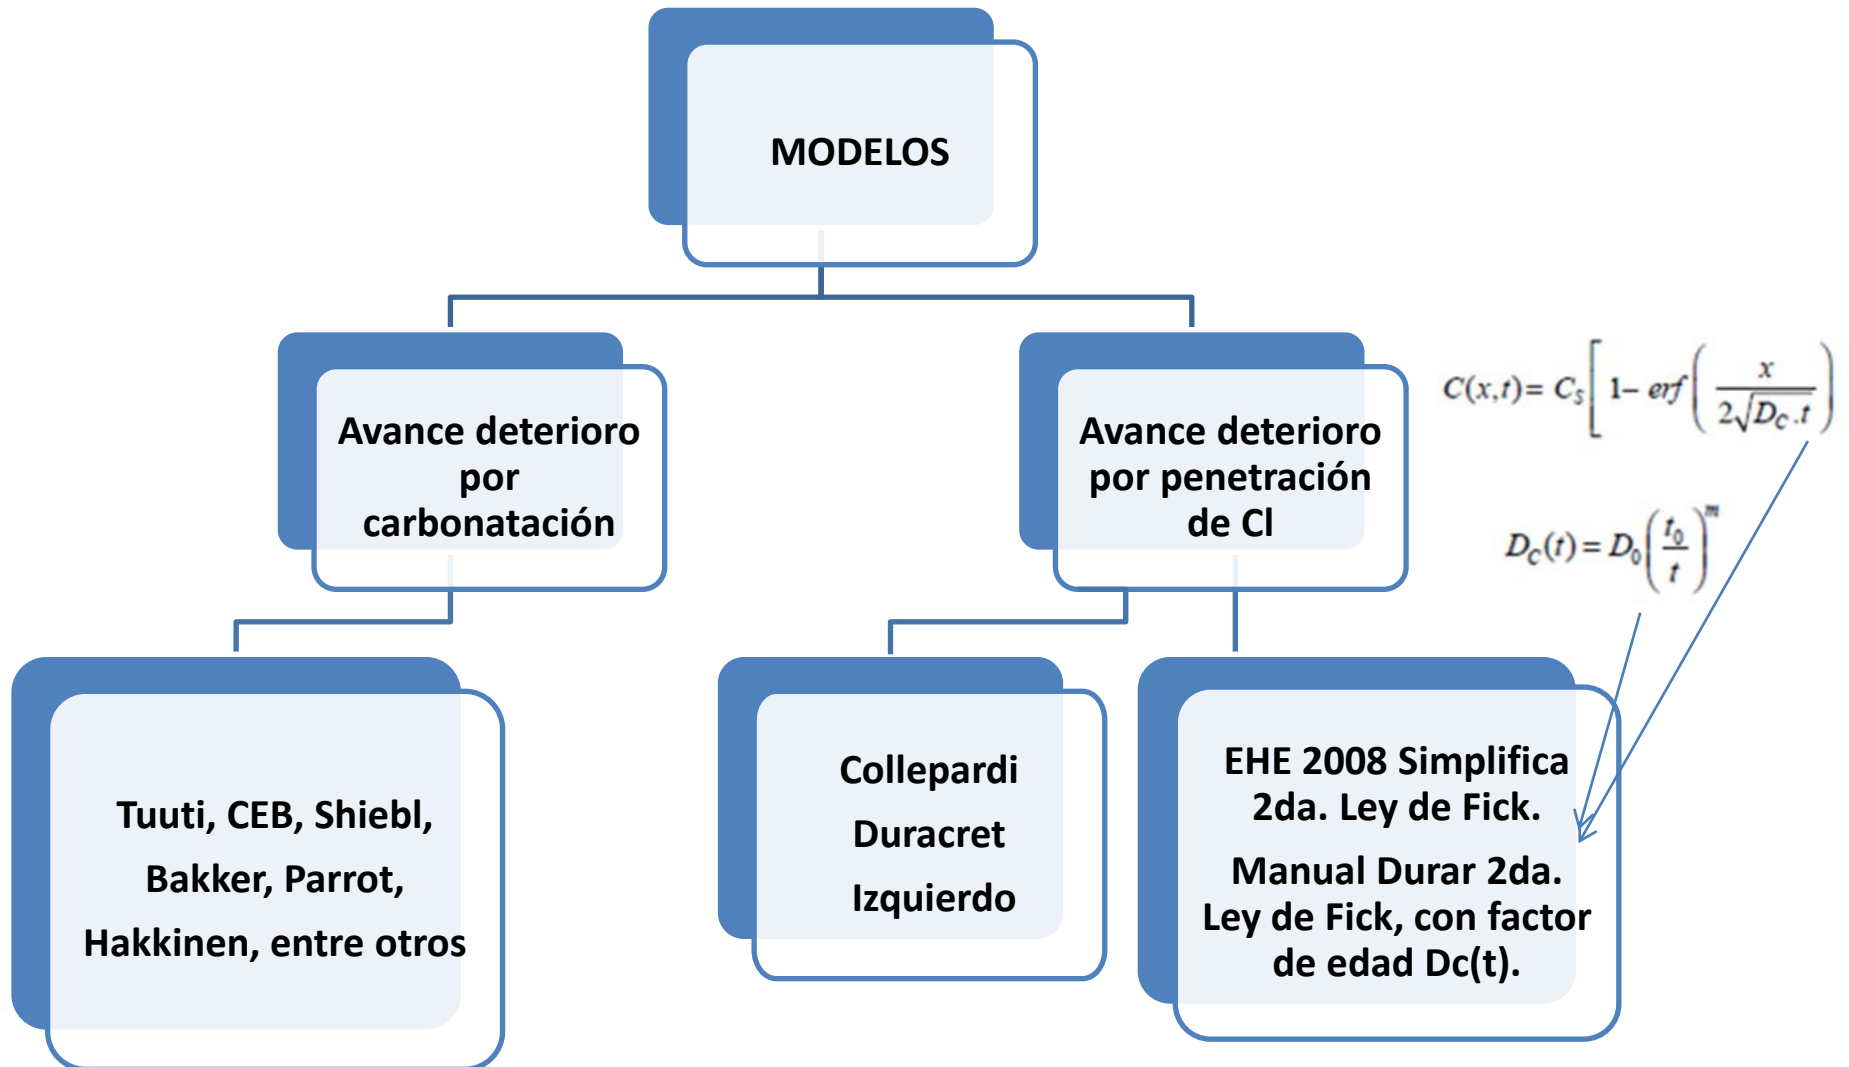 MODELOS
Avance deterioro
por
carbonatación
Avance deterioro
por penetración
de Cl
C(x,t)= C_S[ 1– erf( x / 2√D_C .t )
D_C(t)= D_0( t_0 / t )^m
Tuuti, CEB, Shiebl,
Bakker, Parrot,
Hakkinen, entre otros
Collepardi
Duracret
Izquierdo
EHE 2008 Simplifica
2da. Ley de Fick.
Manual Durar 2da.
Ley de Fick, con factor
de edad Dc(t).